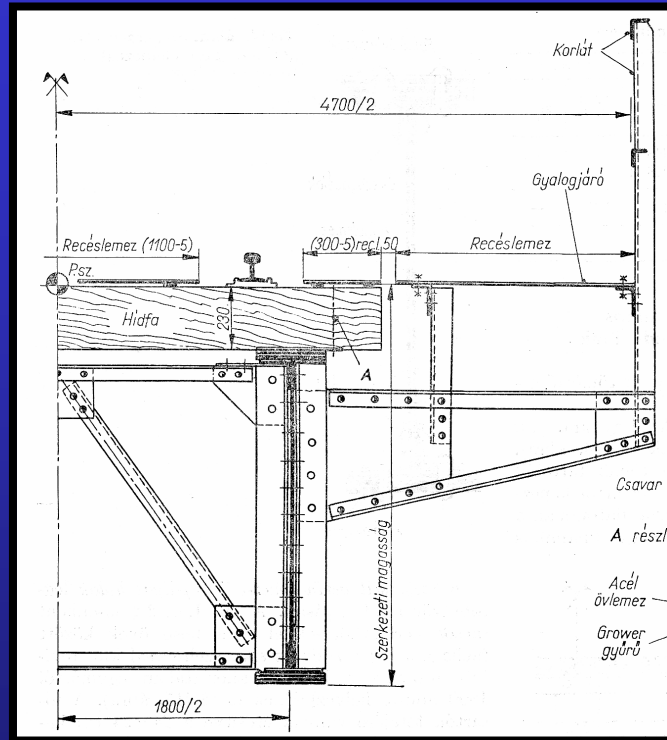 Korlát
4700/2
Gyalogjáró
Recéslemez (1100-5)
(300-5)recl.50
Recéslemez
P.sz.
Hídfa
230
A
Szerkezeti magasság
Csavar
A részl
Acél
övlemez
Grower
gyűrű
1800/2